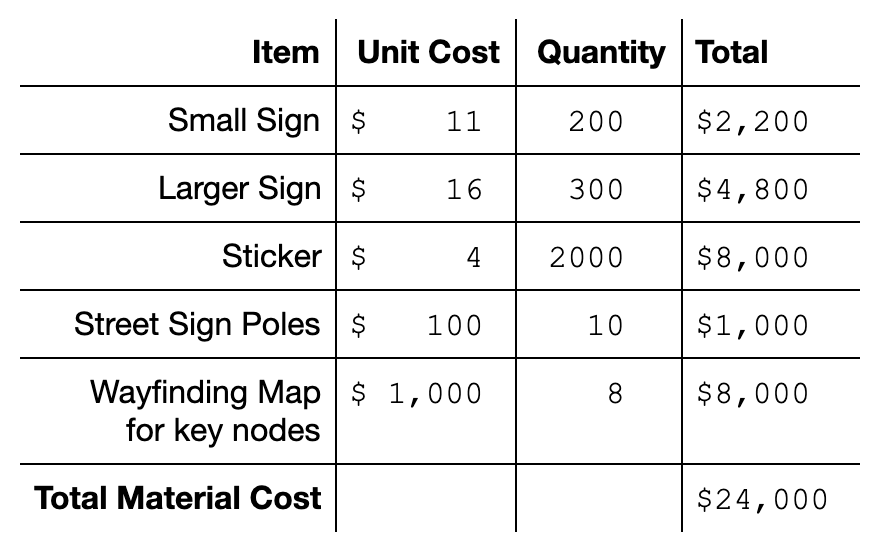 Item Unit Cost Quantity Total
Small Sign $ 11 200 $2,200
Larger Sign $ 16 300 $4,800
Sticker $ 4 2000 $8,000
Street Sign Poles $ 100 10 $1,000
Wayfinding Map $ 1,000 8 $8,000
for key nodes
Total Material Cost $24,000